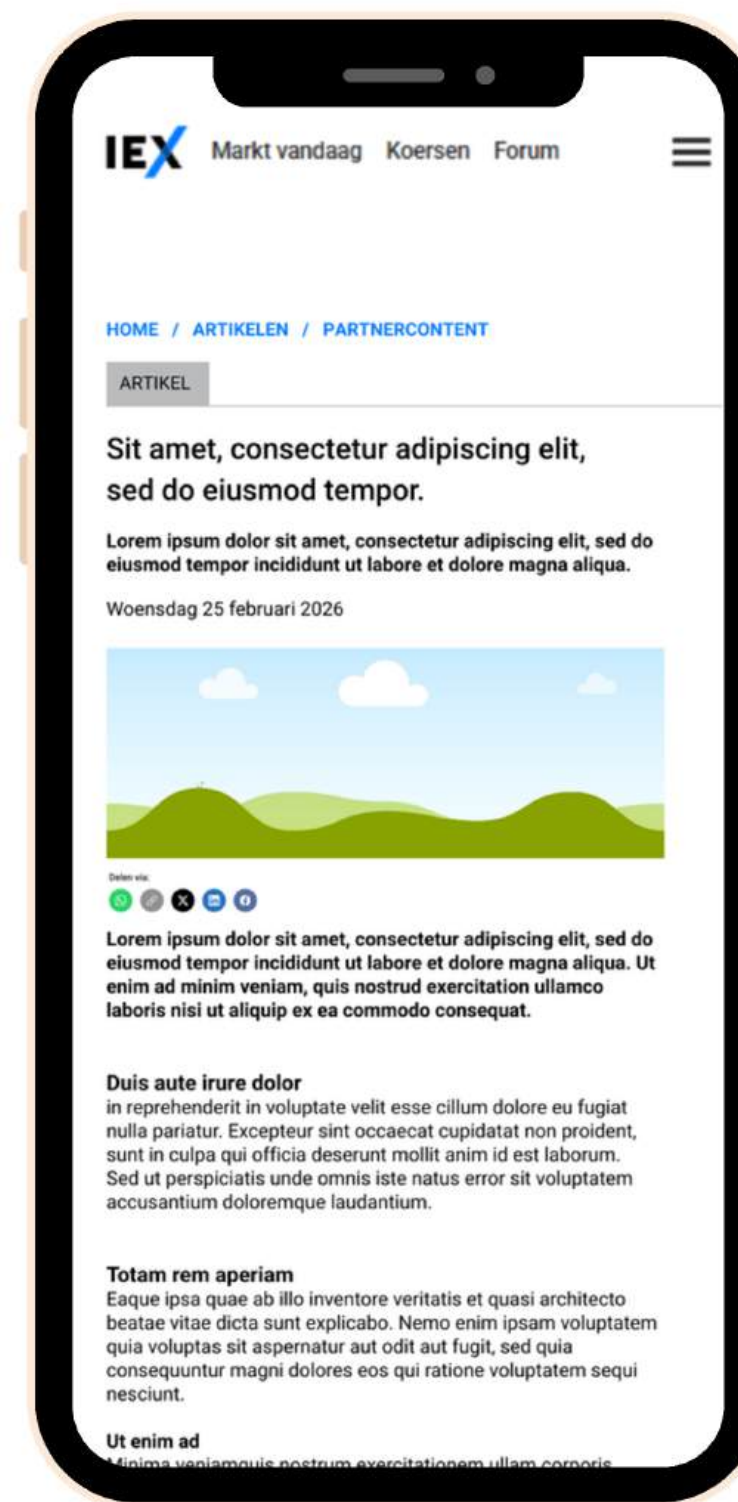 IEX Markt vandaag Koersen Forum
HOME / ARTIKELEN / PARTNERCONTENT
ARTIKEL
Sit amet, consectetur adipiscing elit,
sed do eiusmod tempor.
Lorem ipsum dolor sit amet, consectetur adipiscing elit, sed do
eiusmod tempor incididunt ut labore et dolore magna aliqua.
Woensdag 25 februari 2026
Delen via:
Lorem ipsum dolor sit amet, consectetur adipiscing elit, sed do
eiusmod tempor incididunt ut labore et dolore magna aliqua. Ut
enim ad minim veniam, quis nostrud exercitation ullamco
laboris nisi ut aliquip ex ea commodo consequat.
Duis aute irure dolor
in reprehenderit in voluptate velit esse cillum dolore eu fugiat
nulla pariatur. Excepteur sint occaecat cupidatat non proident,
sunt in culpa qui officia deserunt mollit anim id est laborum.
Sed ut perspiciatis unde omnis iste natus error sit voluptatem
accusantium doloremque laudantium.
Totam rem aperiam
Eaque ipsa quae ab illo inventore veritatis et quasi architecto
beatae vitae dicta sunt explicabo. Nemo enim ipsam voluptatem
quia voluptas sit aspernatur aut odit aut fugit, sed quia
consequuntur magni dolores eos qui ratione voluptatem sequi
nesciunt.
Ut enim ad
Minima veniamquis nostrum exercitationem ullam corporis